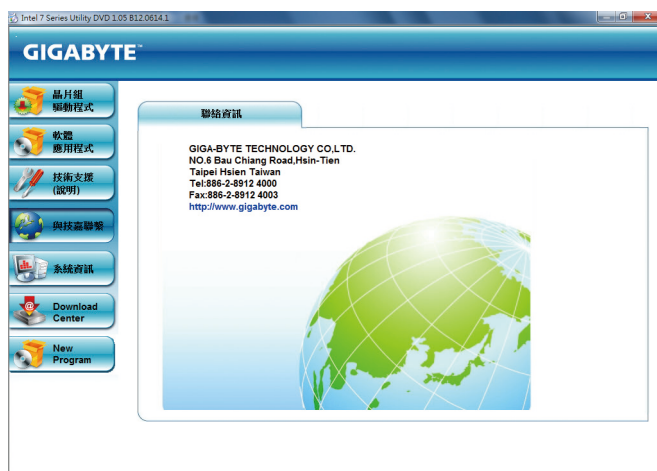 Intel 7 Series Utility DVD 1.05 B12.0614.1
GIGABYTE™
晶片組
驅動程式
軟體
應用程式
技術支援
(說明)
與技嘉聯繫
系統資訊
Download
Center
New
Program
聯絡資訊
GIGA-BYTE TECHNOLOGY CO,LTD.
NO.6 Bau Chiang Road,Hsin-Tien
Taipei Hsien Taiwan
Tel:886-2-8912 4000
Fax:886-2-8912 4003
http://www.gigabyte.com